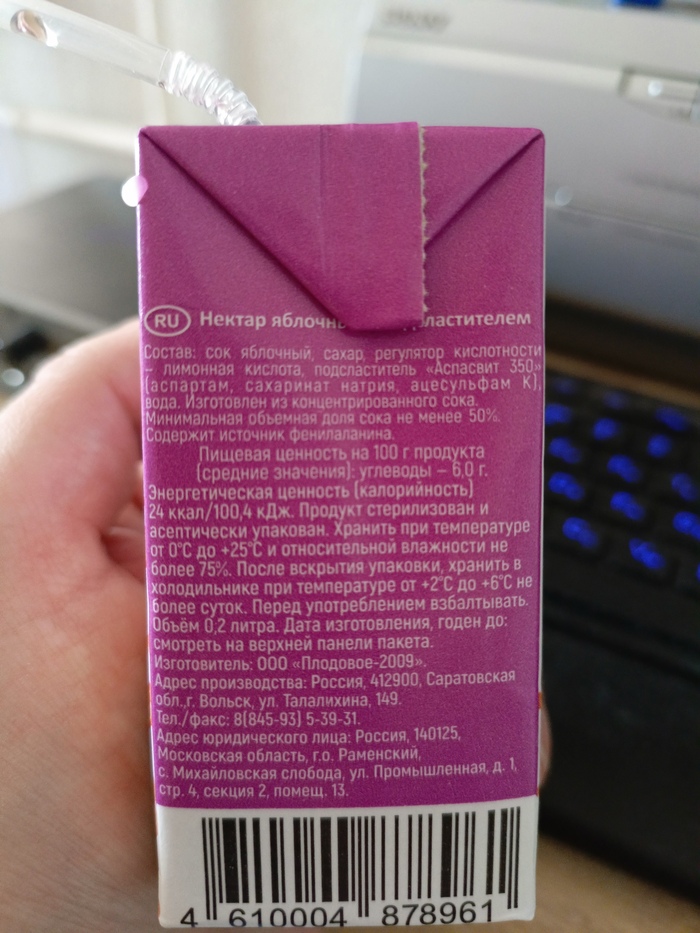 RU Нектар яблочн ластителем
Состав: сок яблочный, сахар, регулятор кислотности
– лимонная кислота, подсластитель «Аспасвит 350»
(аспартам, сахаринат натрия, ацесульфам К),
вода. Изготовлен из концентрированного сока.
Минимальная объемная доля сока не менее 50%.
Содержит источник фенилаланина.
Пищевая ценность на 100 г продукта
(средние значения): углеводы – 6,0 г.
Энергетическая ценность (калорийность)
24 ккал/100,4 кДж. Продукт стерилизован и
асептически упакован. Хранить при температуре
от 0°С до +25°С и относительной влажности не
более 75%. После вскрытия упаковки, хранить в
холодильнике при температуре от +2°С до +6°С не
более суток. Перед употреблением взбалтывать.
Объём 0,2 литра. Дата изготовления, годен до:
смотреть на верхней панели пакета.
Изготовитель: ООО «Плодовое-2009».
Адрес производства: Россия, 412900, Саратовская
обл.,г. Вольск, ул. Талалихина, 149.
Тел./факс: 8(845-93) 5-39-31.
Адрес юридического лица: Россия, 140125,
Московская область, г.о. Раменский,
с. Михайловская слобода, ул. Промышленная, д. 1,
стр. 4, секция 2, помещ. 13.
4 610004 878961